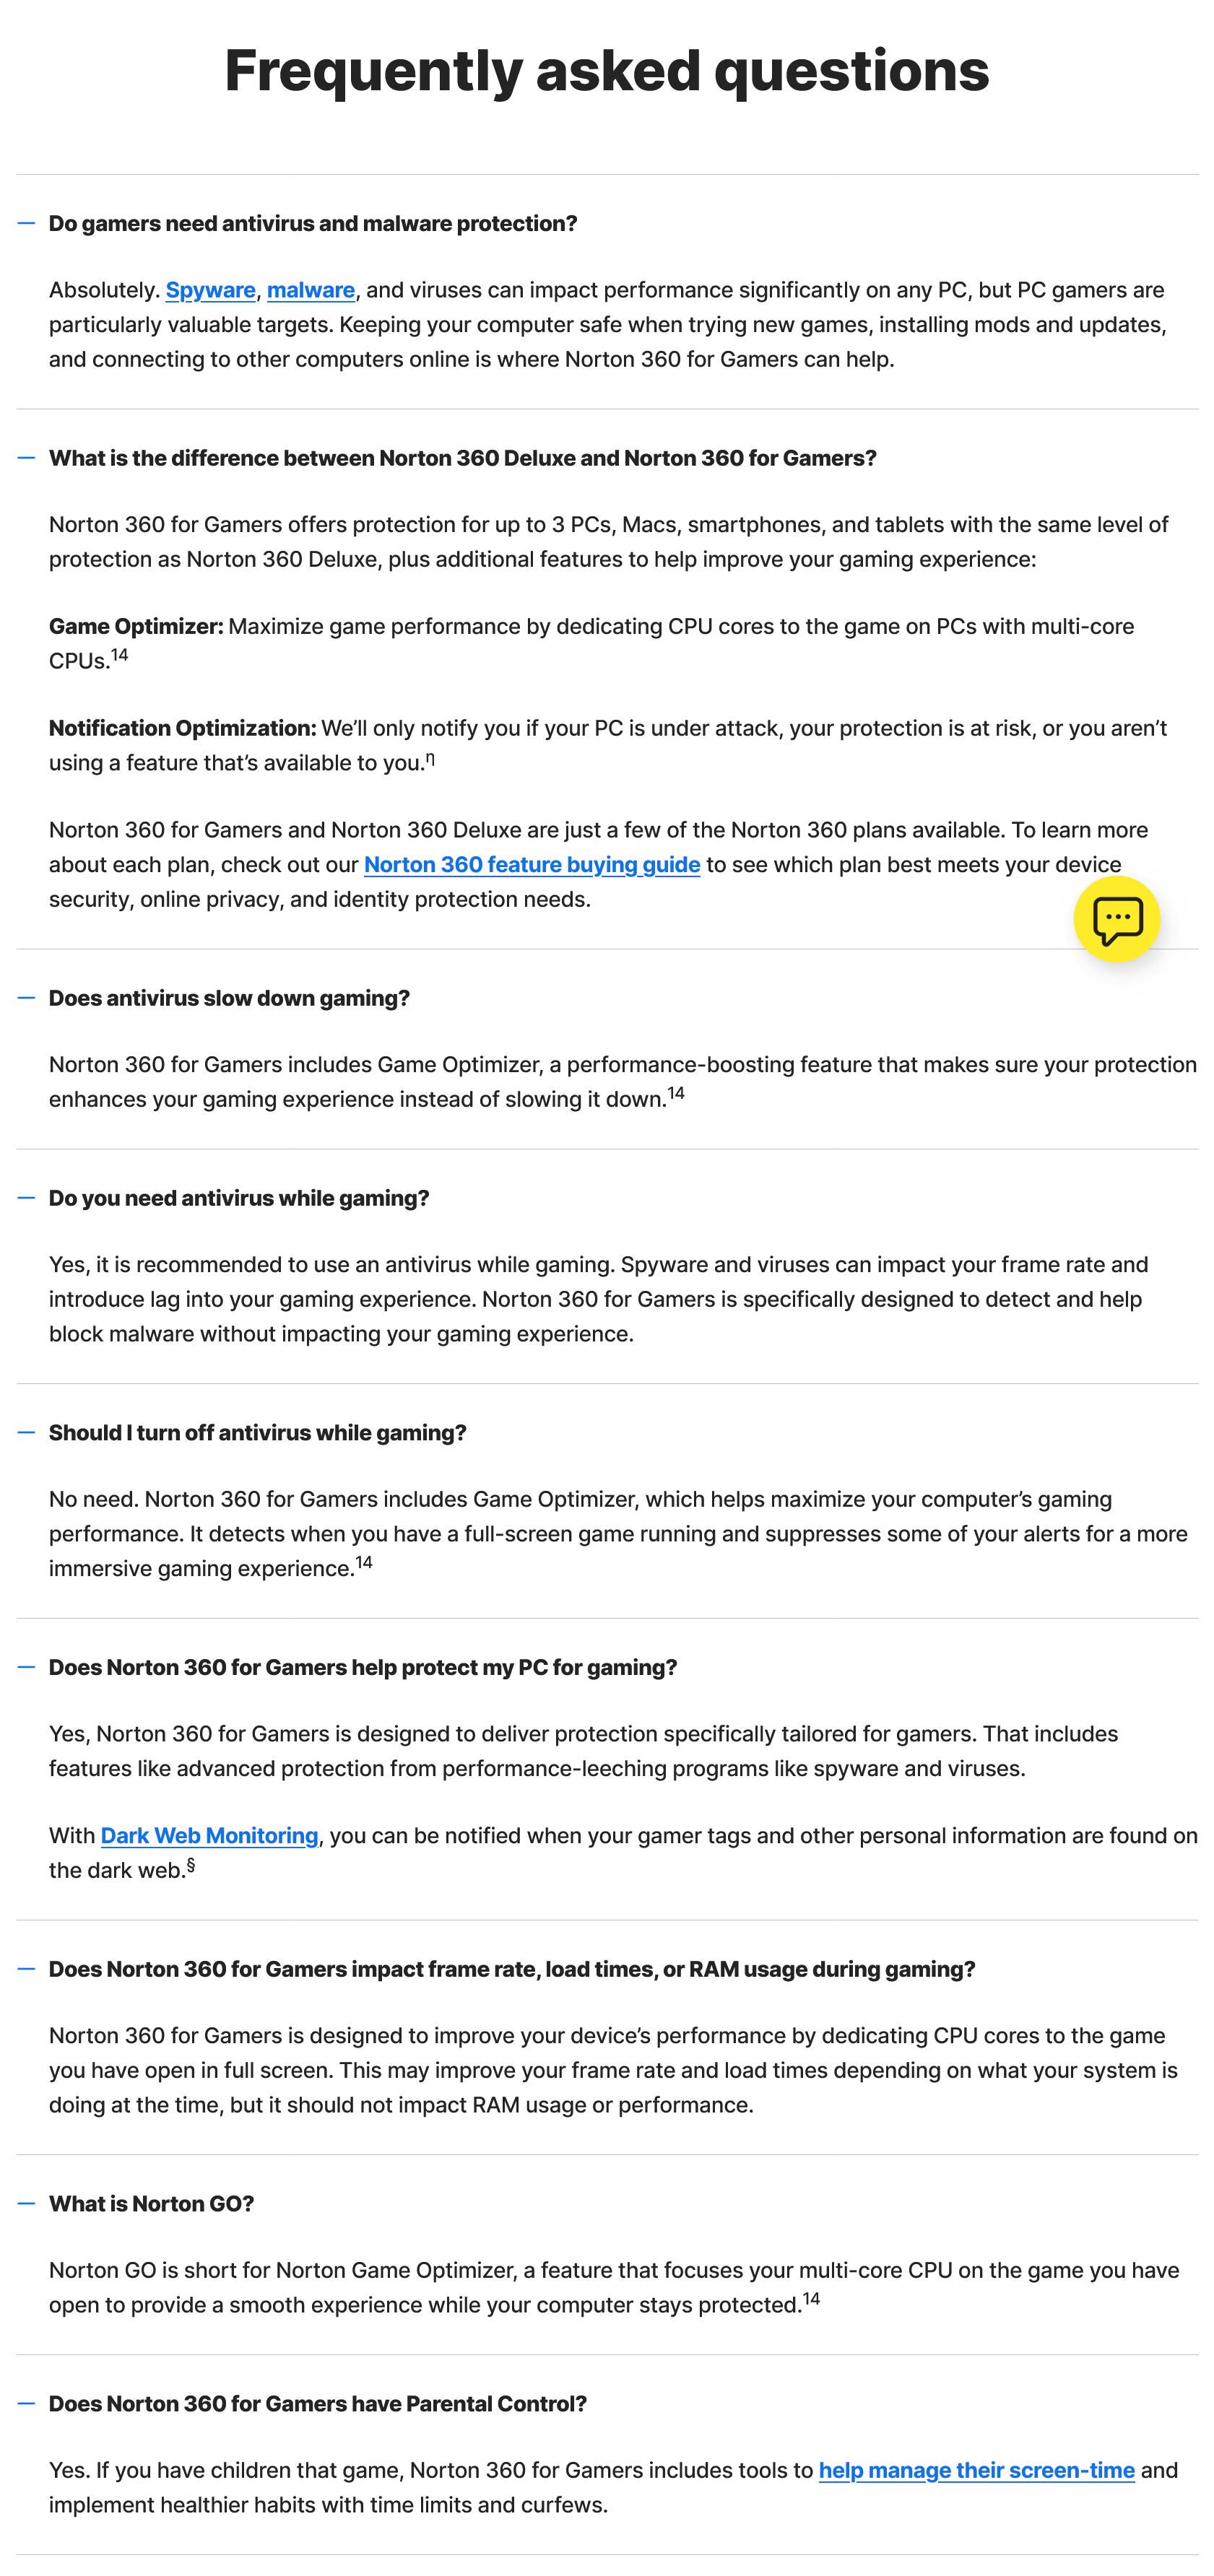 Frequently asked questions
Do gamers need antivirus and malware protection?
Absolutely. Spyware, malware, and viruses can impact performance significantly on any PC, but PC gamers are
particularly valuable targets. Keeping your computer safe when trying new games, installing mods and updates,
and connecting to other computers online is where Norton 360 for Gamers can help.
What is the difference between Norton 360 Deluxe and Norton 360 for Gamers?
Norton 360 for Gamers offers protection for up to 3 PCs, Macs, smartphones, and tablets with the same level of
protection as Norton 360 Deluxe, plus additional features to help improve your gaming experience:
Game Optimizer: Maximize game performance by dedicating CPU cores to the game on PCs with multi-core
CPUs.14
Notification Optimization: We’ll only notify you if your PC is under attack, your protection is at risk, or you aren’t
using a feature that’s available to you.η
Norton 360 for Gamers and Norton 360 Deluxe are just a few of the Norton 360 plans available. To learn more
about each plan, check out our Norton 360 feature buying guide to see which plan best meets your device
security, online privacy, and identity protection needs.
Does antivirus slow down gaming?
Norton 360 for Gamers includes Game Optimizer, a performance-boosting feature that makes sure your protection
enhances your gaming experience instead of slowing it down.14
Do you need antivirus while gaming?
Yes, it is recommended to use an antivirus while gaming. Spyware and viruses can impact your frame rate and
introduce lag into your gaming experience. Norton 360 for Gamers is specifically designed to detect and help
block malware without impacting your gaming experience.
Should I turn off antivirus while gaming?
No need. Norton 360 for Gamers includes Game Optimizer, which helps maximize your computer’s gaming
performance. It detects when you have a full-screen game running and suppresses some of your alerts for a more
immersive gaming experience.14
Does Norton 360 for Gamers help protect my PC for gaming?
Yes, Norton 360 for Gamers is designed to deliver protection specifically tailored for gamers. That includes
features like advanced protection from performance-leeching programs like spyware and viruses.
With Dark Web Monitoring, you can be notified when your gamer tags and other personal information are found on
the dark web.§
Does Norton 360 for Gamers impact frame rate, load times, or RAM usage during gaming?
Norton 360 for Gamers is designed to improve your device’s performance by dedicating CPU cores to the game
you have open in full screen. This may improve your frame rate and load times depending on what your system is
doing at the time, but it should not impact RAM usage or performance.
What is Norton GO?
Norton GO is short for Norton Game Optimizer, a feature that focuses your multi-core CPU on the game you have
open to provide a smooth experience while your computer stays protected.14
Does Norton 360 for Gamers have Parental Control?
Yes. If you have children that game, Norton 360 for Gamers includes tools to help manage their screen-time and
implement healthier habits with time limits and curfews.